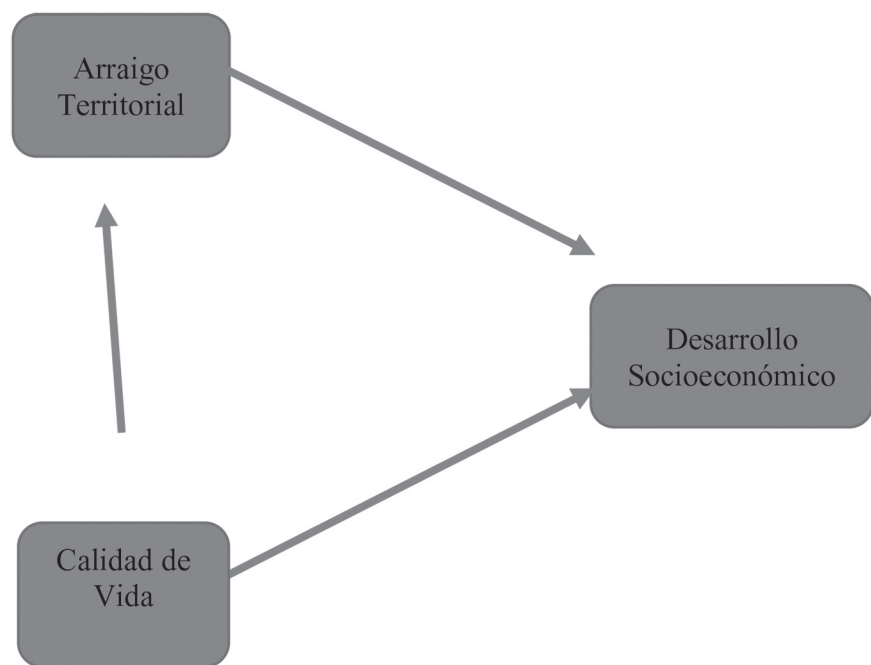 Arraigo
Territorial
Desarrollo
Socioeconómico
Calidad de
Vida